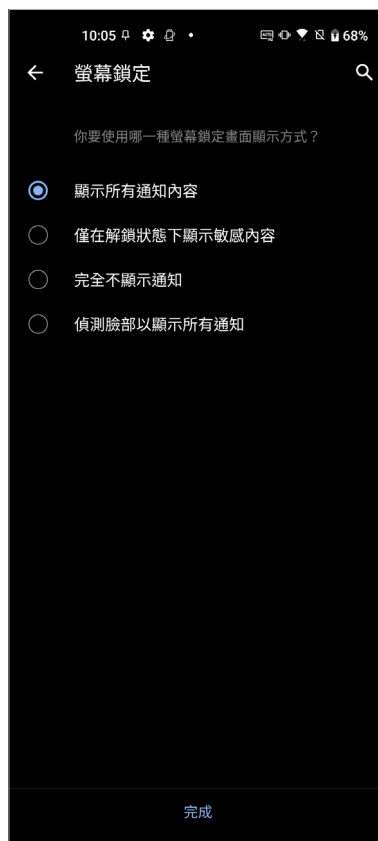 10:05 68%
螢幕鎖定
你要使用哪一種螢幕鎖定畫面顯示方式？
顯示所有通知內容
僅在解鎖狀態下顯示敏感內容
完全不顯示通知
偵測臉部以顯示所有通知
完成